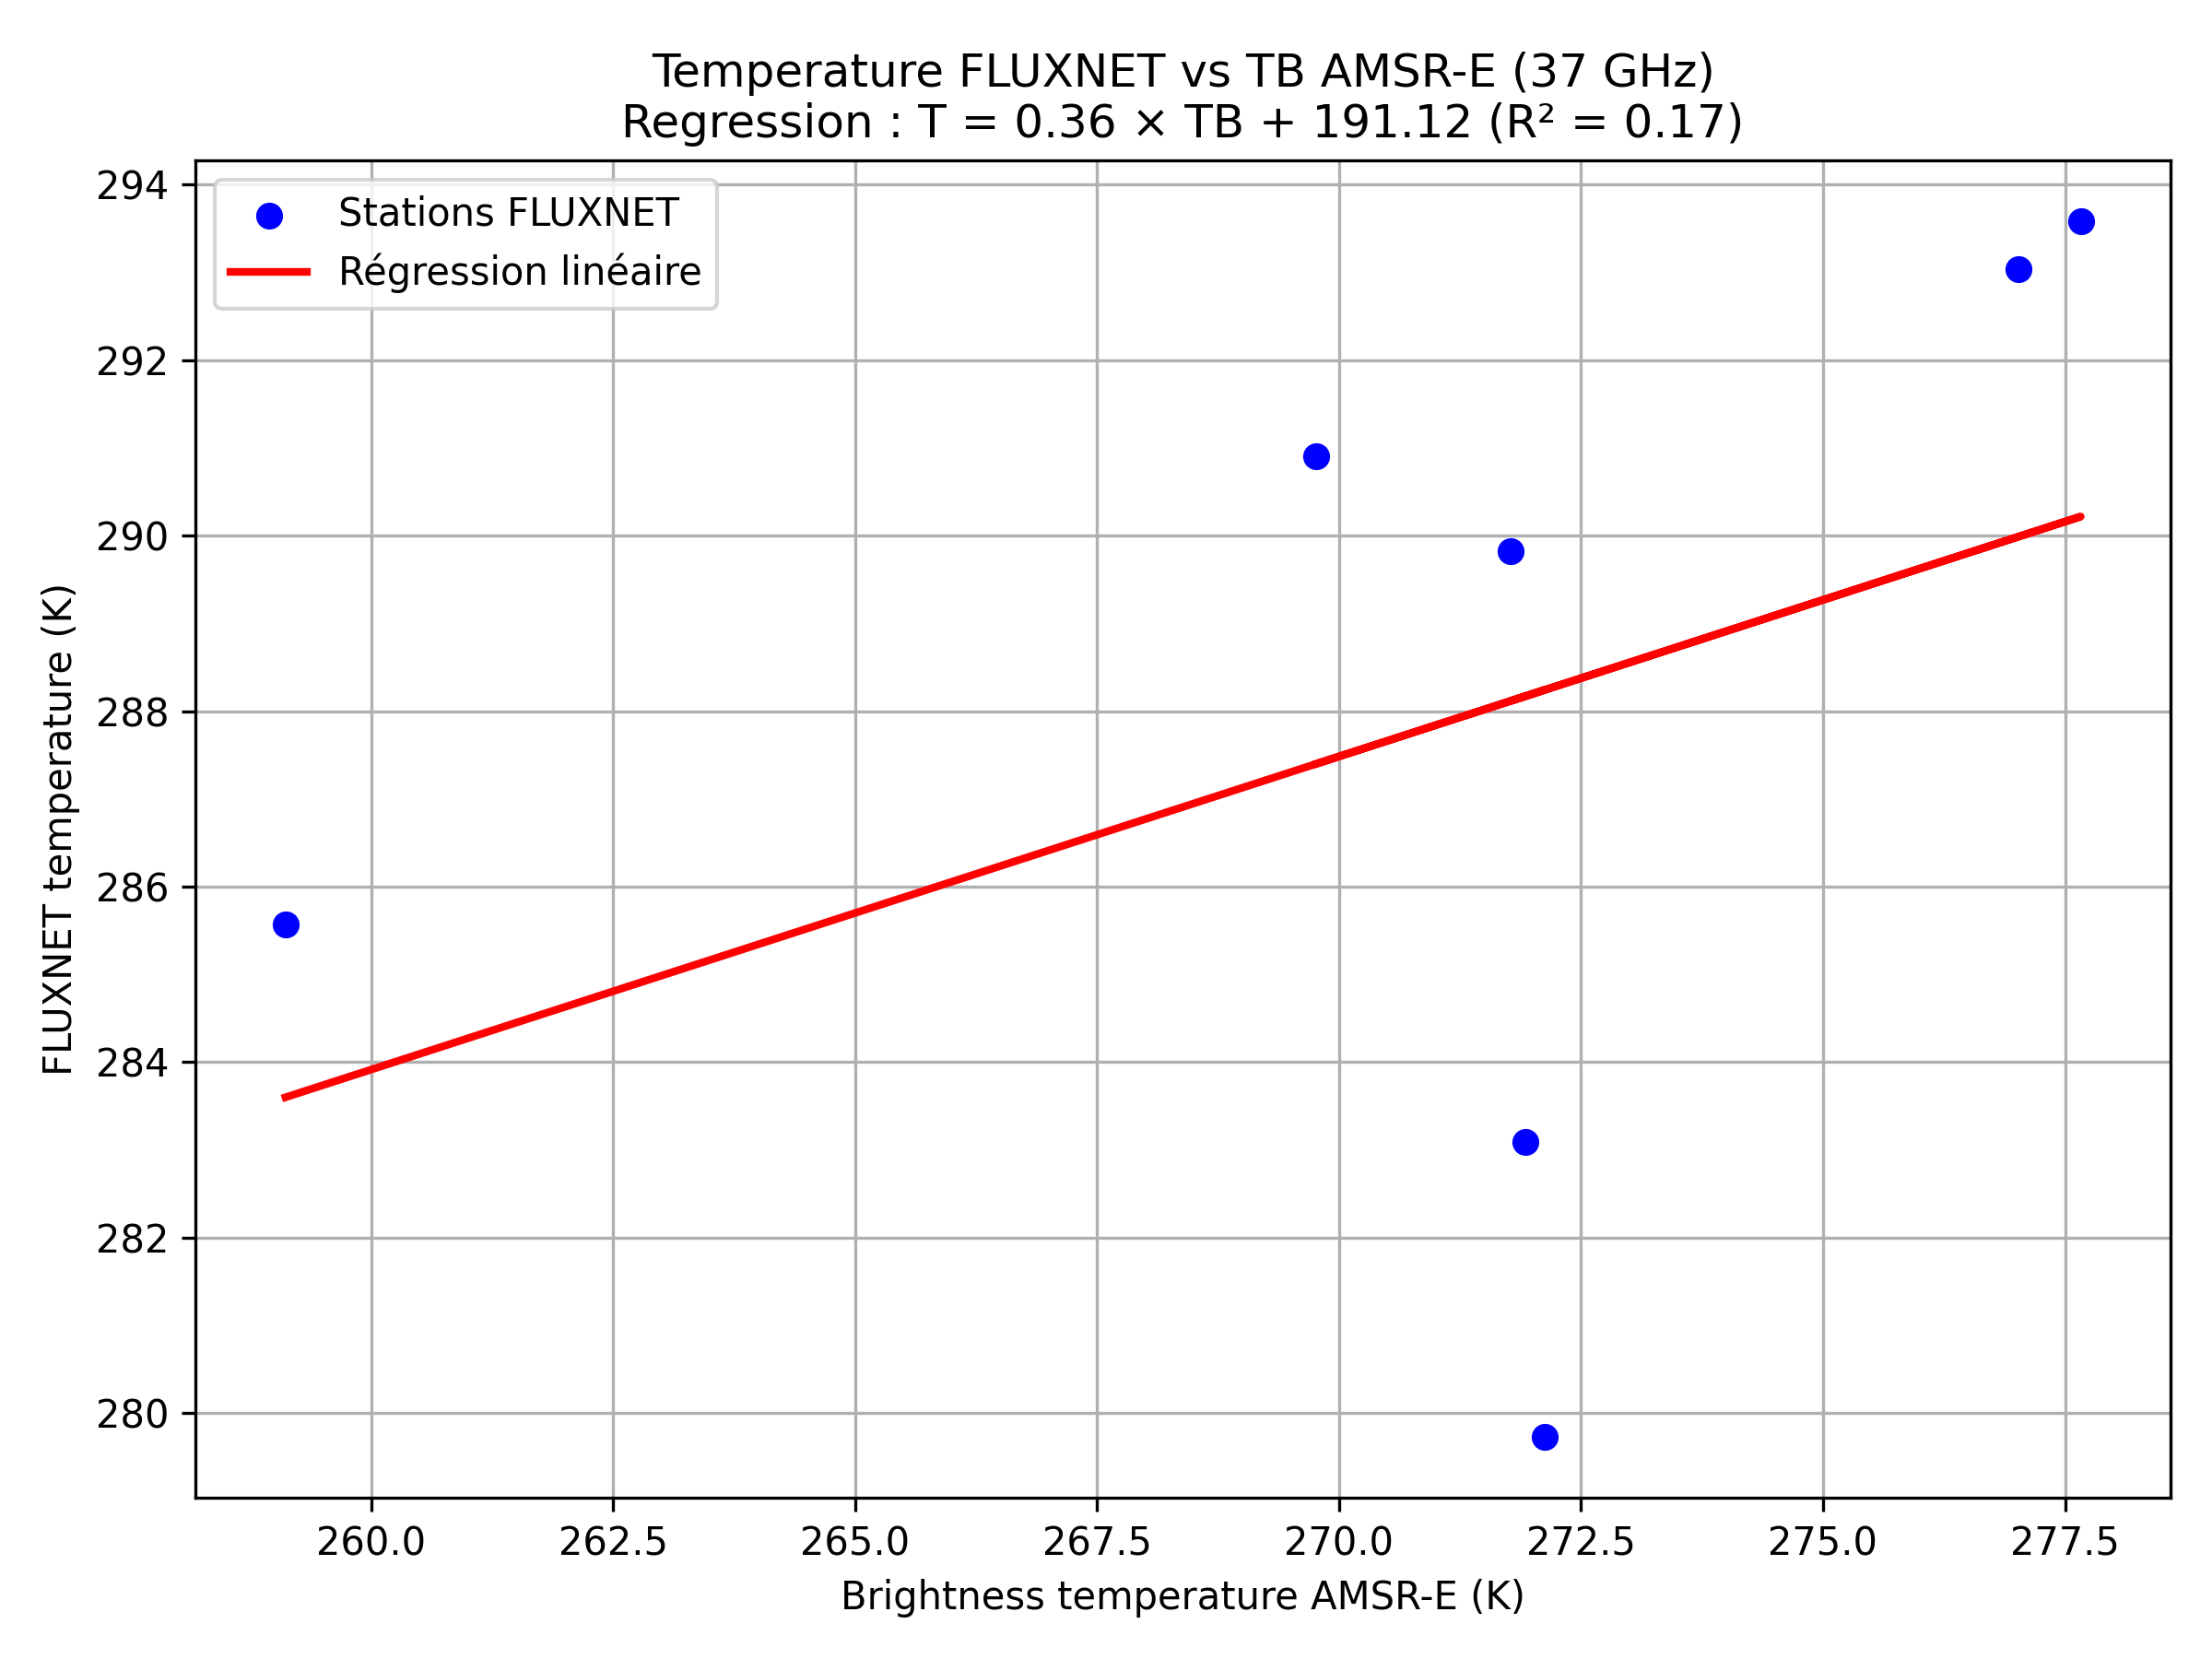 Temperature FLUXNET vs TB AMSR-E (37 GHz)
Regression : T = 0.36 × TB + 191.12 (R² = 0.17)
Stations FLUXNET
Régression linéaire
294
292
290
288
286
284
282
280
FLUXNET temperature (K)
260.0 262.5 265.0 267.5 270.0 272.5 275.0 277.5
Brightness temperature AMSR-E (K)